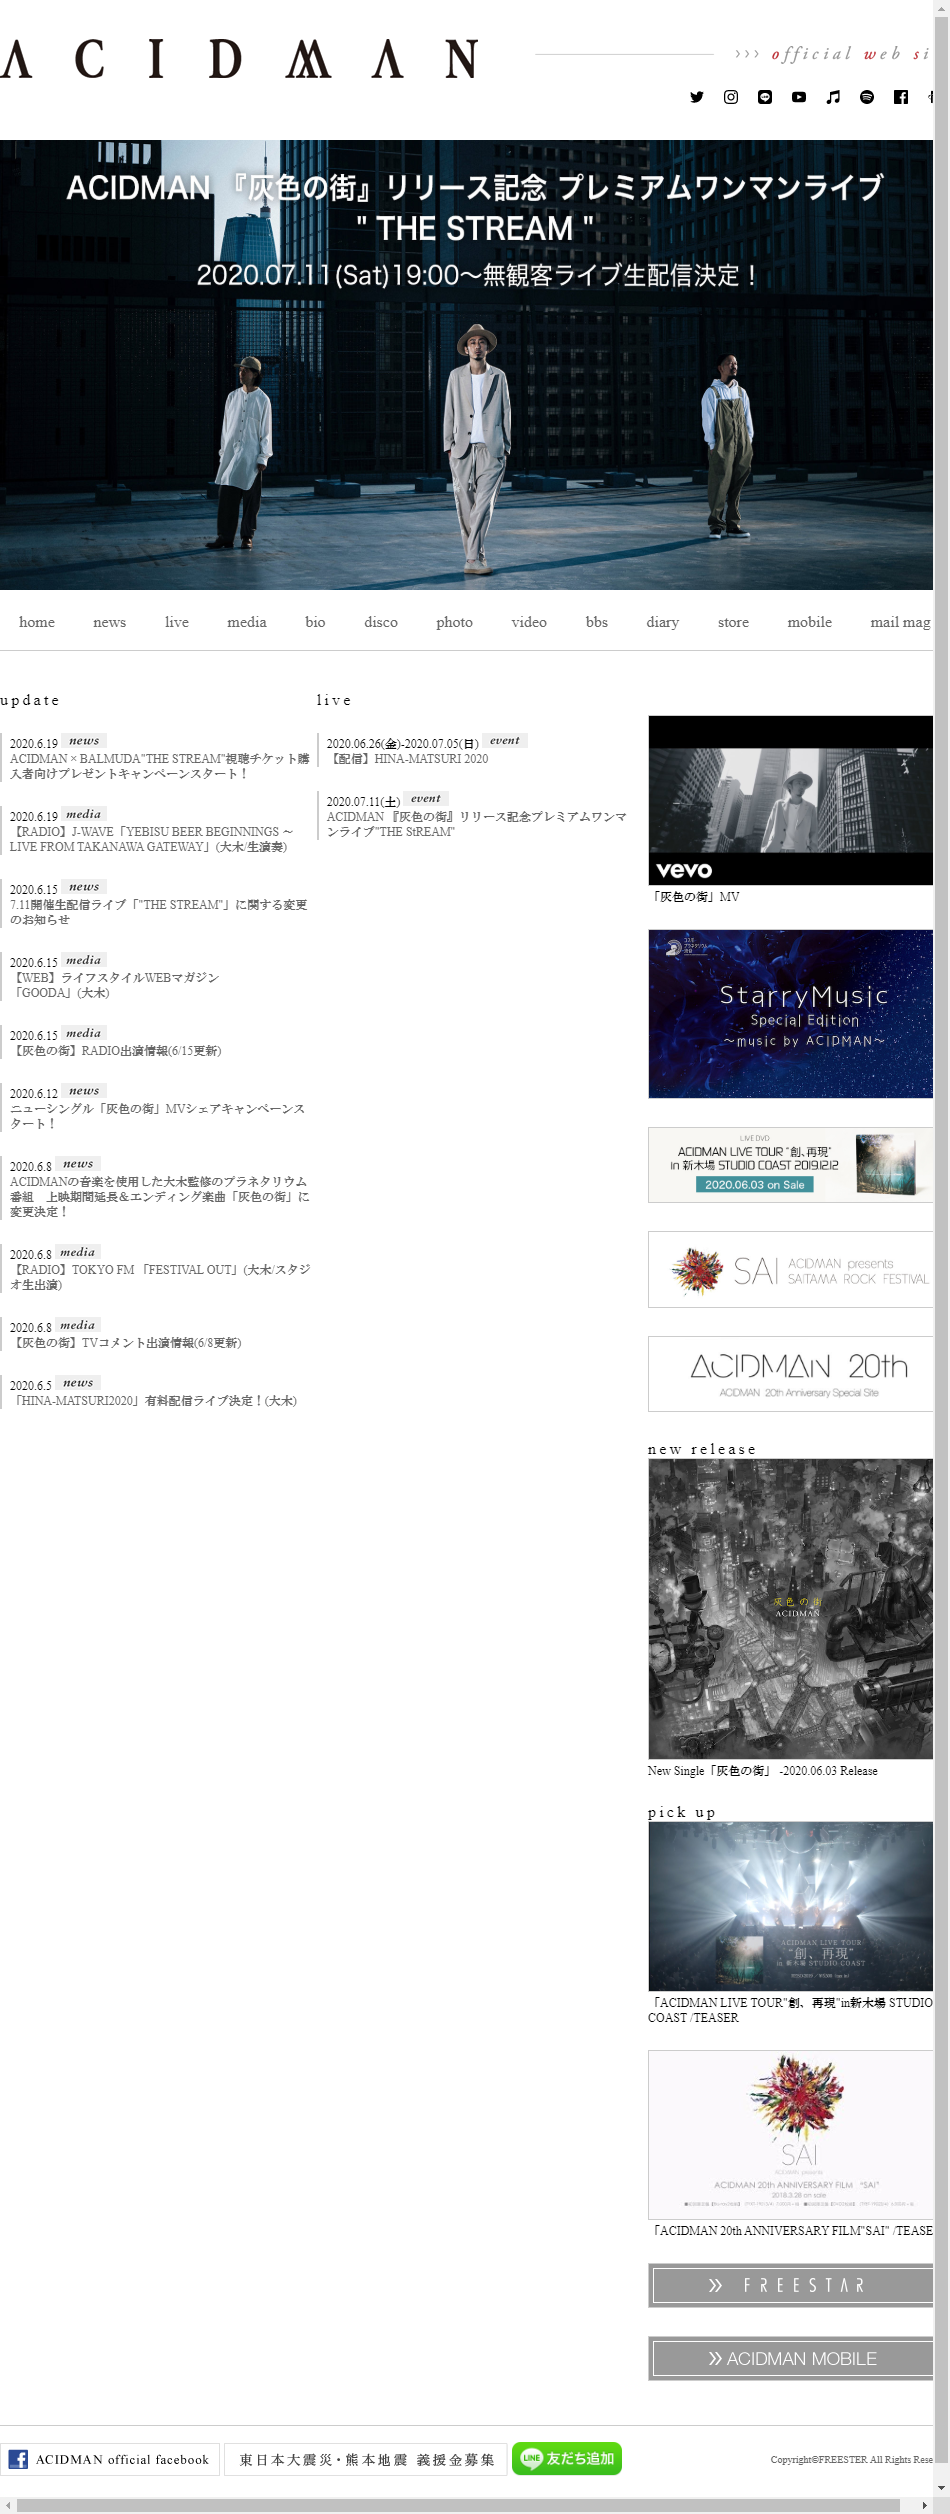 ACIDMAN
>>> official web si
ACIDMAN 『灰色の街』リリース記念 プレミアムワンマンライブ
" THE STREAM "
2020.07.11(Sat)19:00〜無観客ライブ生配信決定！
home news live media bio disco photo video bbs diary store mobile mail mag
update
2020.6.19 news
ACIDMAN × BALMUDA"THE STREAM"視聴チケット購
入者向けプレゼントキャンペーンスタート！
2020.6.19 media
【RADIO】J-WAVE「YEBISU BEER BEGINNINGS 〜
LIVE FROM TAKANAWA GATEWAY」(大木/生演奏)
2020.6.15 news
7.11開催生配信ライブ「"THE STREAM"」に関する変更
のお知らせ
2020.6.15 media
【WEB】ライフスタイルWEBマガジン
「GOODA」(大木)
2020.6.15 media
【灰色の街】RADIO出演情報(6/15更新)
2020.6.12 news
ニューシングル「灰色の街」MVシェアキャンペーンス
タート！
2020.6.8 news
ACIDMANの音楽を使用した大木監修のプラネタリウム
番組　上映期間延長＆エンディング楽曲「灰色の街」に
変更決定！
2020.6.8 media
【RADIO】TOKYO FM 「FESTIVAL OUT」(大木/スタジ
オ生出演)
2020.6.8 media
【灰色の街】TVコメント出演情報(6/8更新)
2020.6.5 news
「HINA-MATSURI2020」有料配信ライブ決定！(大木)
live
2020.06.26(金)-2020.07.05(日) event
【配信】HINA-MATSURI 2020
2020.07.11(土) event
ACIDMAN 『灰色の街』リリース記念プレミアムワンマ
ンライブ"THE StREAM"
vevo
「灰色の街」MV
コスモ
プラネタリウム
渋谷
StarryMusic
Special Edition
〜music by ACIDMAN〜
LIVE DVD
ACIDMAN LIVE TOUR "創、再現"
in 新木場 STUDIO COAST 2019.12.12
2020.06.03 on Sale
SAI ACIDMAN presents
SAITAMA ROCK FESTIVAL
ACIDMAN 20th
ACIDMAN 20th Anniversary Special Site
new release
灰色の街
ACIDMAN
New Single「灰色の街」 -2020.06.03 Release
pick up
ACIDMAN LIVE TOUR
"創、再現"
in 新木場 STUDIO COAST
「ACIDMAN LIVE TOUR"創、再現"in新木場 STUDIO
COAST /TEASER
SAI
ACIDMAN presents
ACIDMAN 20th ANNIVERSARY FILM "SAI"
2018.3.28 on sale
「ACIDMAN 20th ANNIVERSARY FILM"SAI" /TEASE
» FREESTAR
» ACIDMAN MOBILE
ACIDMAN official facebook
東日本大震災・熊本地震 義援金募集
LINE 友だち追加
Copyright©FREESTER All Rights Rese